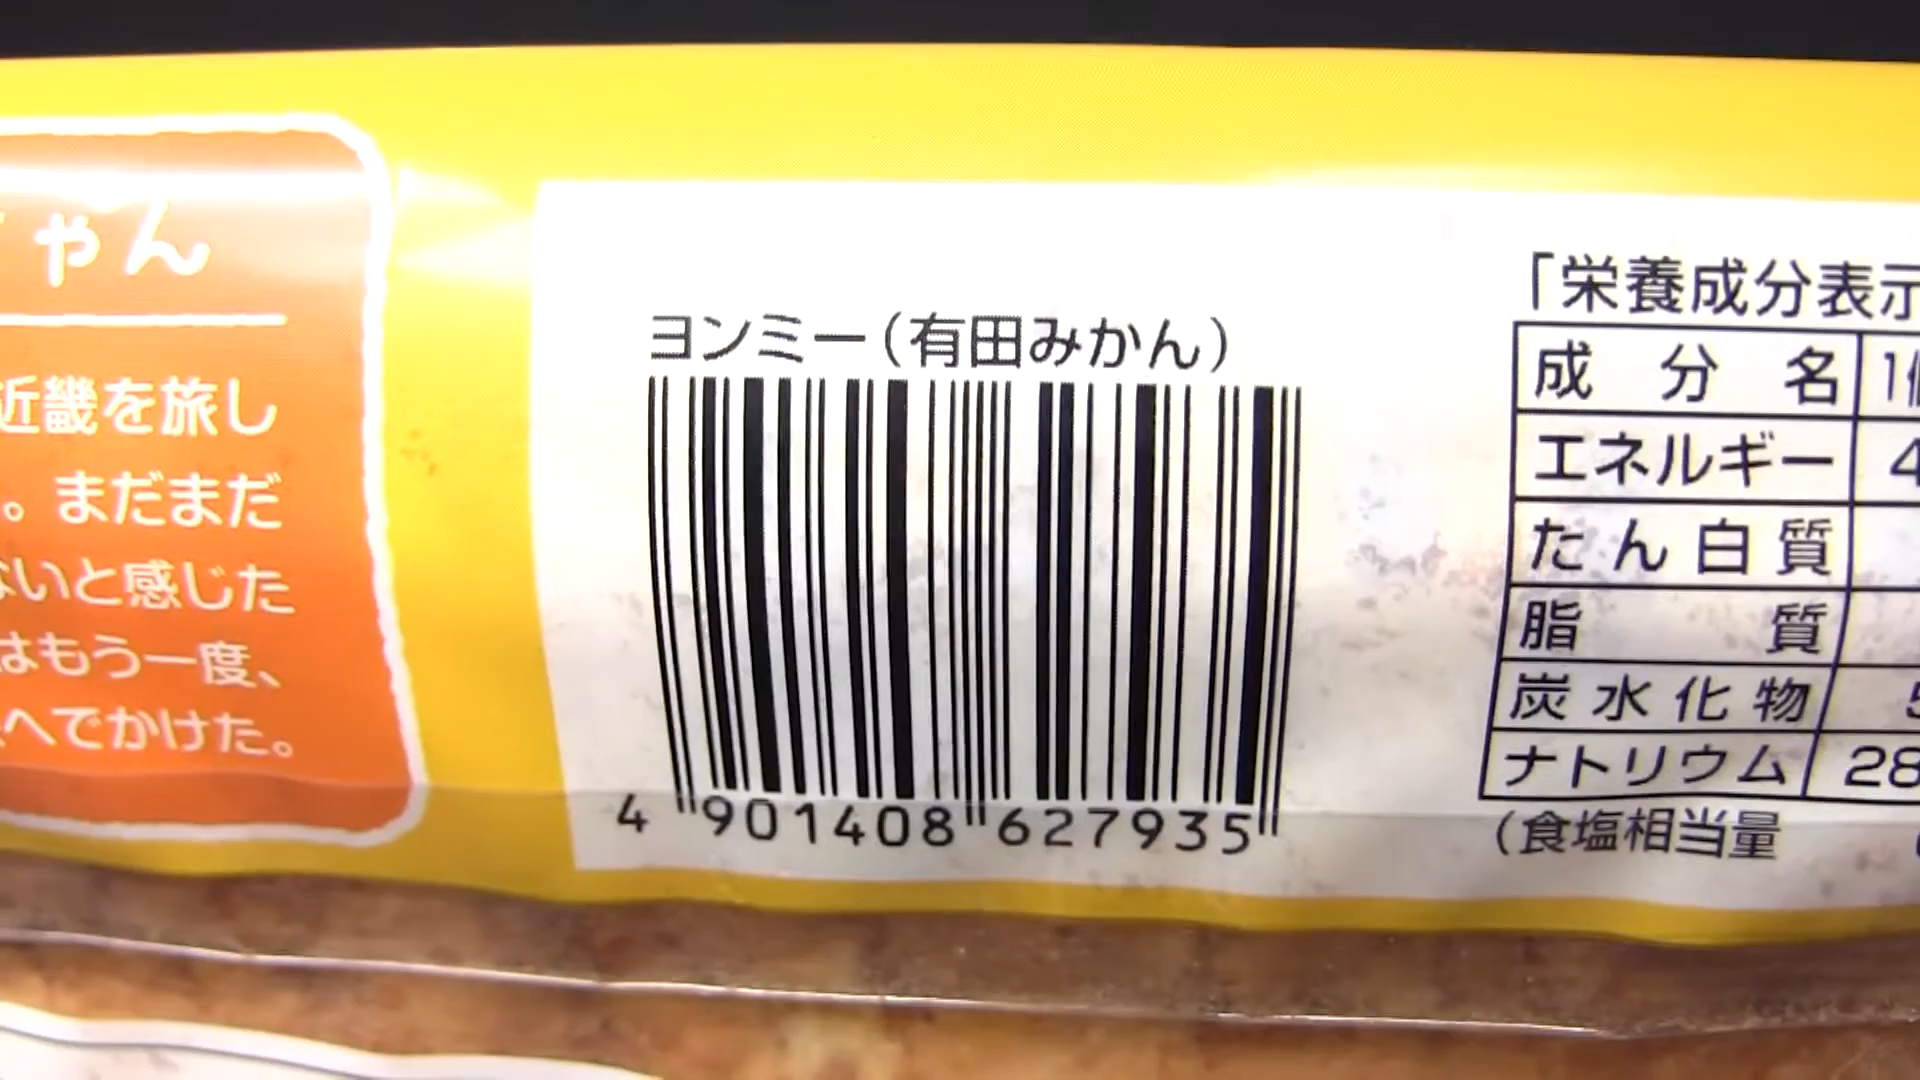 ゃん
近畿を旅し
。まだまだ
ないと感じた
はもう一度、
へでかけた。
ヨンミー(有田みかん)
4 901408 627935
「栄養成分表示
成分名
エネルギー 4
たん白質
脂質
炭水化物 5
ナトリウム 28
(食塩相当量